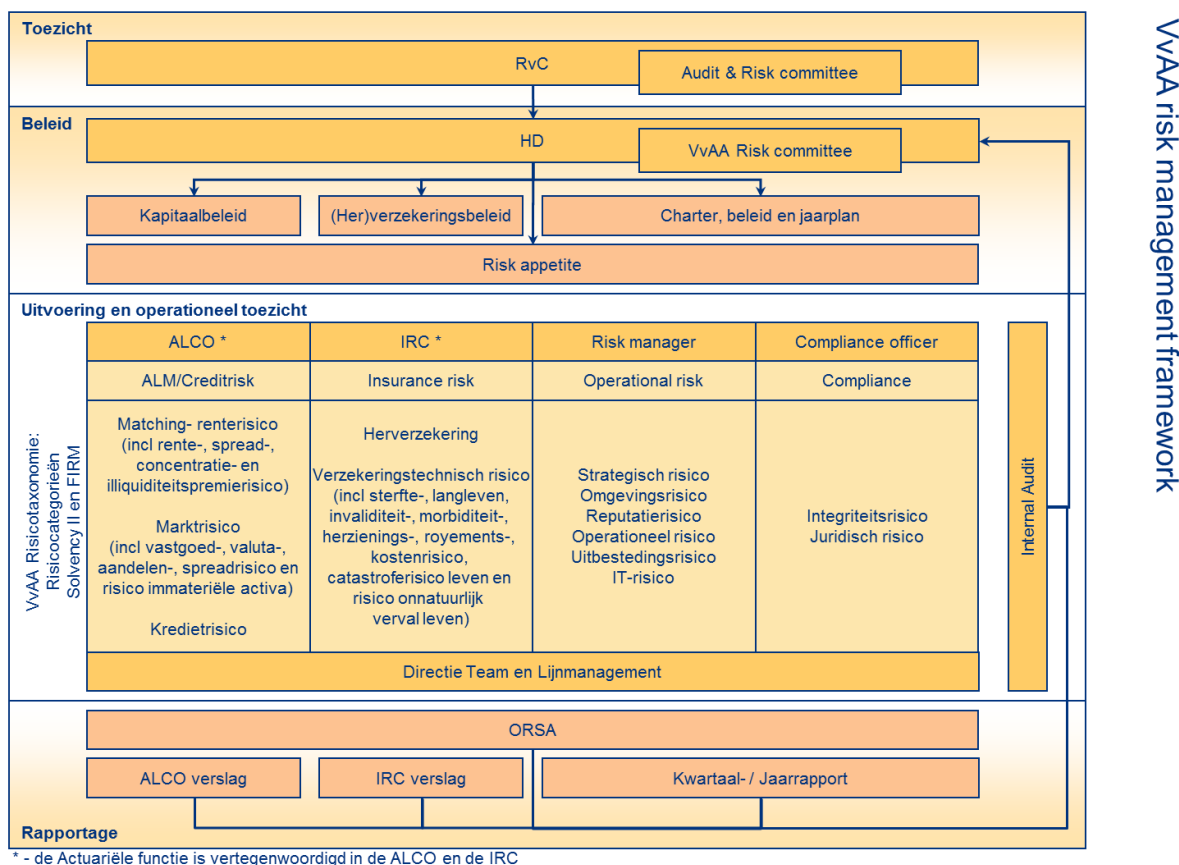 VvAA risk management framework
Toezicht
RvC
Audit & Risk committee
Beleid
HD
VvAA Risk committee
Kapitaalbeleid
(Her)verzekeringsbeleid
Charter, beleid en jaarplan
Risk appetite
Uitvoering en operationeel toezicht
VvAA Risicotaxonomie:
Risicocategorieën
Solvency II en FIRM
ALCO *
ALM/Creditrisk
Matching- renterisico
(incl rente-, spread-,
concentratie- en
illiquiditeitspremierisico)
Marktrisico
(incl vastgoed-, valuta-,
aandelen-, spreadrisico en
risico immateriële activa)
Kredietrisico
IRC *
Insurance risk
Herverzekering
Verzekeringstechnisch risico
(incl sterfte-, langleven,
invaliditeit-, morbiditeit-,
herzienings-, royements-,
kostenrisico,
catastroferisico leven en
risico onnatuurlijk
verval leven)
Risk manager
Operational risk
Strategisch risico
Omgevingsrisico
Reputatierisico
Operationeel risico
Uitbestedingsrisico
IT-risico
Compliance officer
Compliance
Integriteitsrisico
Juridisch risico
Internal Audit
Directie Team en Lijnmanagement
ORSA
ALCO verslag
IRC verslag
Kwartaal- / Jaarrapport
Rapportage
* - de Actuariële functie is vertegenwoordigd in de ALCO en de IRC